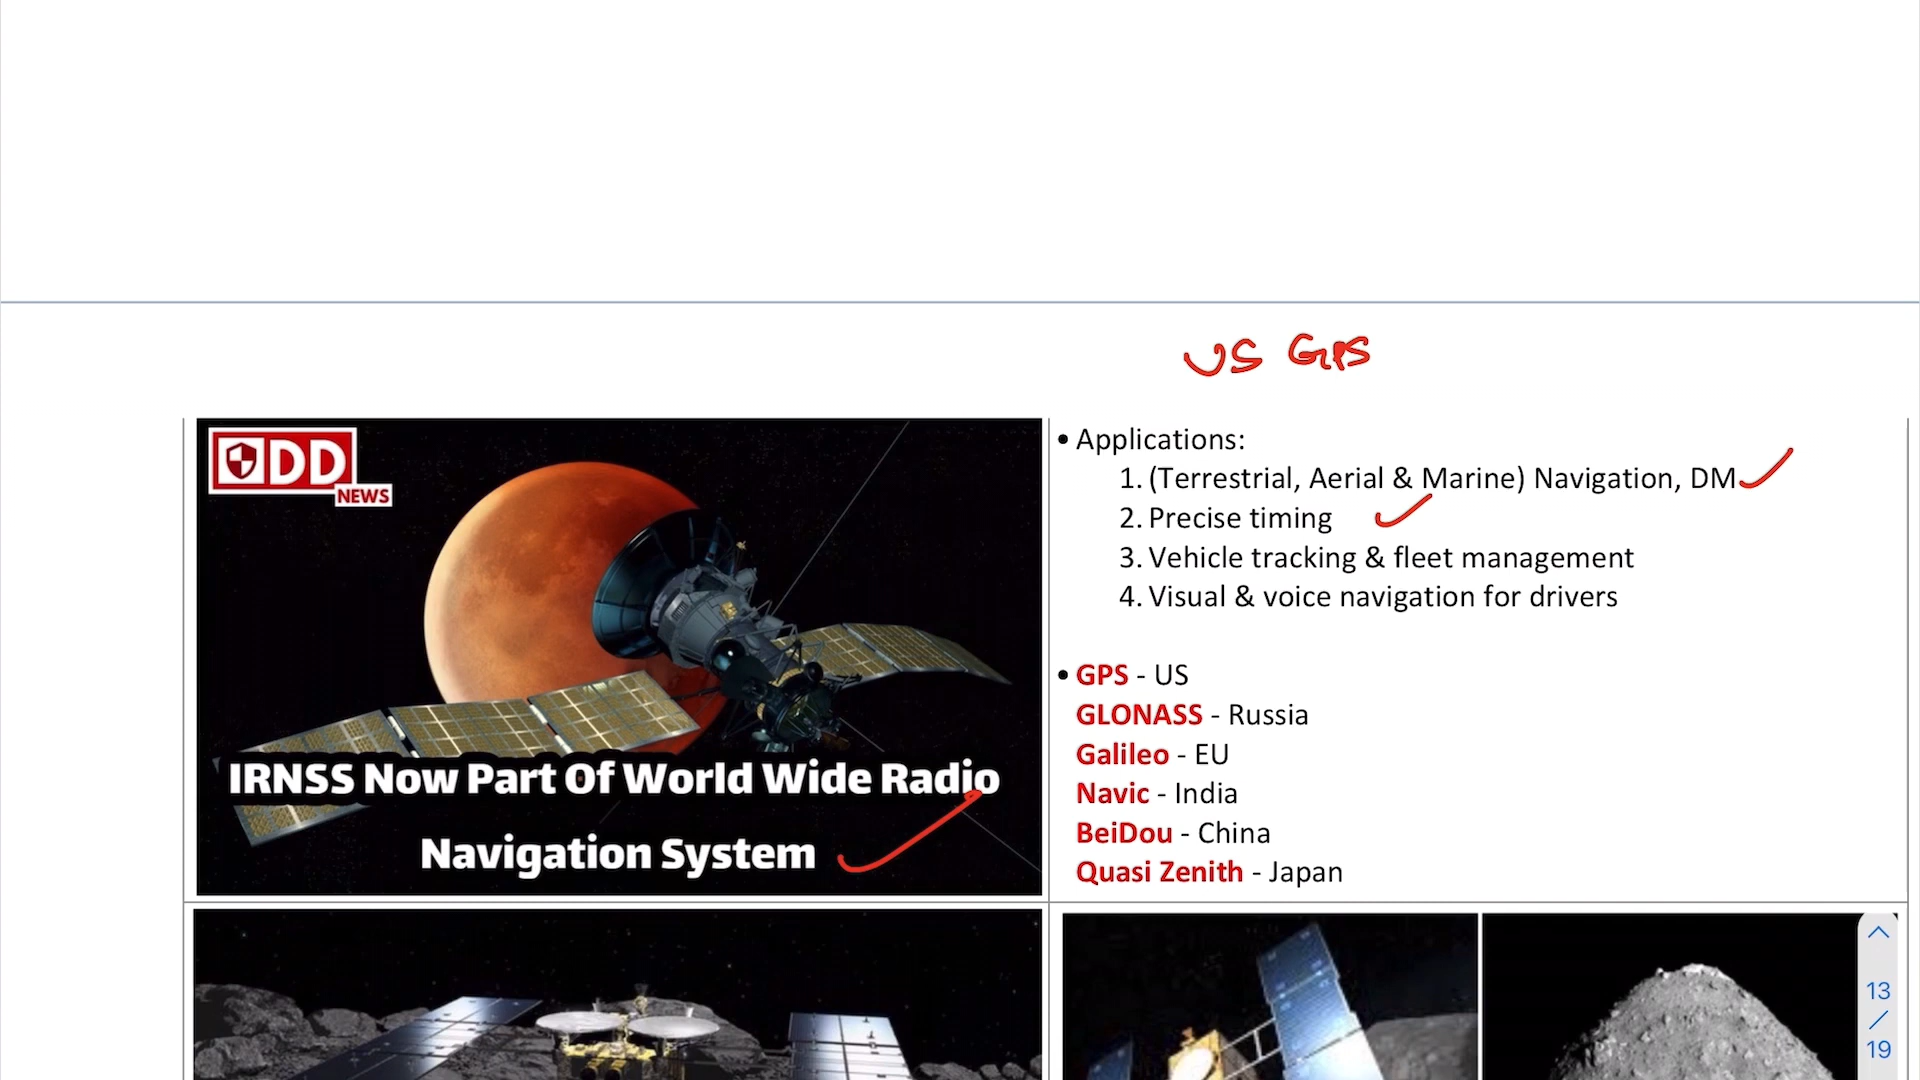 US GPS
DD
NEWS
IRNSS Now Part Of World Wide Radio
Navigation System
• Applications:
1. (Terrestrial, Aerial & Marine) Navigation, DM
2. Precise timing
3. Vehicle tracking & fleet management
4. Visual & voice navigation for drivers
• GPS - US
GLONASS - Russia
Galileo - EU
Navic - India
BeiDou - China
Quasi Zenith - Japan
13
/
19